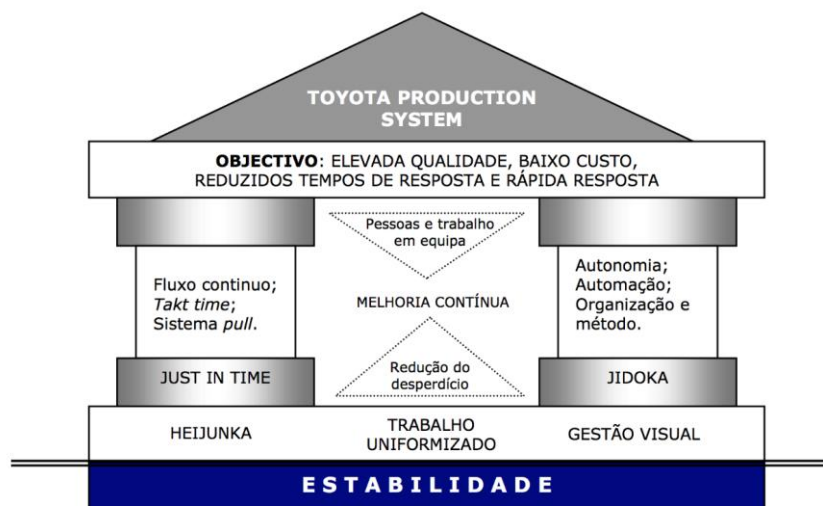 TOYOTA PRODUCTION
SYSTEM
OBJECTIVO: ELEVADA QUALIDADE, BAIXO CUSTO,
REDUZIDOS TEMPOS DE RESPOSTA E RÁPIDA RESPOSTA
Pessoas e trabalho
em equipa
Fluxo continuo;
Takt time;
Sistema pull.
MELHORIA CONTÍNUA
Autonomia;
Automação;
Organização e
método.
Redução do
desperdício
JUST IN TIME
JIDOKA
HEIJUNKA
TRABALHO
UNIFORMIZADO
GESTÃO VISUAL
ESTABILIDADE